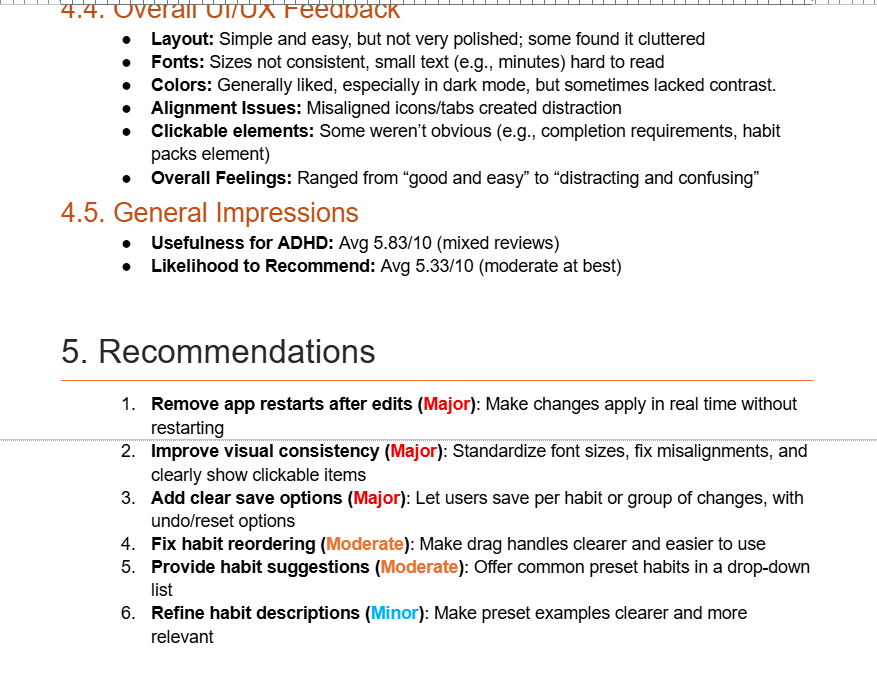 4.4. Overall UI/UX Feedback
● Layout: Simple and easy, but not very polished; some found it cluttered
● Fonts: Sizes not consistent, small text (e.g., minutes) hard to read
● Colors: Generally liked, especially in dark mode, but sometimes lacked contrast.
● Alignment Issues: Misaligned icons/tabs created distraction
● Clickable elements: Some weren’t obvious (e.g., completion requirements, habit
packs element)
● Overall Feelings: Ranged from “good and easy” to “distracting and confusing”
4.5. General Impressions
● Usefulness for ADHD: Avg 5.83/10 (mixed reviews)
● Likelihood to Recommend: Avg 5.33/10 (moderate at best)
5. Recommendations
1. Remove app restarts after edits (Major): Make changes apply in real time without
restarting
2. Improve visual consistency (Major): Standardize font sizes, fix misalignments, and
clearly show clickable items
3. Add clear save options (Major): Let users save per habit or group of changes, with
undo/reset options
4. Fix habit reordering (Moderate): Make drag handles clearer and easier to use
5. Provide habit suggestions (Moderate): Offer common preset habits in a drop-down
list
6. Refine habit descriptions (Minor): Make preset examples clearer and more
relevant